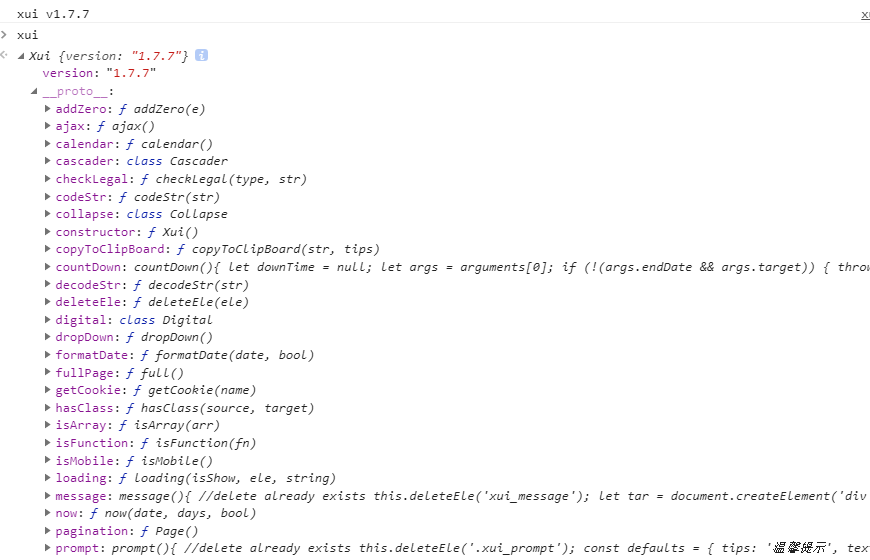 xui v1.7.7
xu
xui
Xui {version: "1.7.7"} i
version: "1.7.7"
__proto__:
addZero: ƒ addZero(e)
ajax: ƒ ajax()
calendar: ƒ calendar()
cascader: class Cascader
checkLegal: ƒ checkLegal(type, str)
codeStr: ƒ codeStr(str)
collapse: class Collapse
constructor: ƒ Xui()
copyToClipBoard: ƒ copyToClipBoard(str, tips)
countDown: countDown(){ let downTime = null; let args = arguments[0]; if (!(args.endDate && args.target)) { throw
decodeStr: ƒ decodeStr(str)
deleteEle: ƒ deleteEle(ele)
digital: class Digital
dropDown: ƒ dropDown()
formatDate: ƒ formatDate(date, bool)
fullPage: ƒ full()
getCookie: ƒ getCookie(name)
hasClass: ƒ hasClass(source, target)
isArray: ƒ isArray(arr)
isFunction: ƒ isFunction(fn)
isMobile: ƒ isMobile()
loading: ƒ loading(isShow, ele, string)
message: message(){ //delete already exists this.deleteEle('xui_message'); let tar = document.createElement('div
now: ƒ now(date, days, bool)
pagination: ƒ Page()
prompt: prompt(){ //delete already exists this.deleteEle('.xui_prompt'); const defaults = { tips: '温馨提示', tex